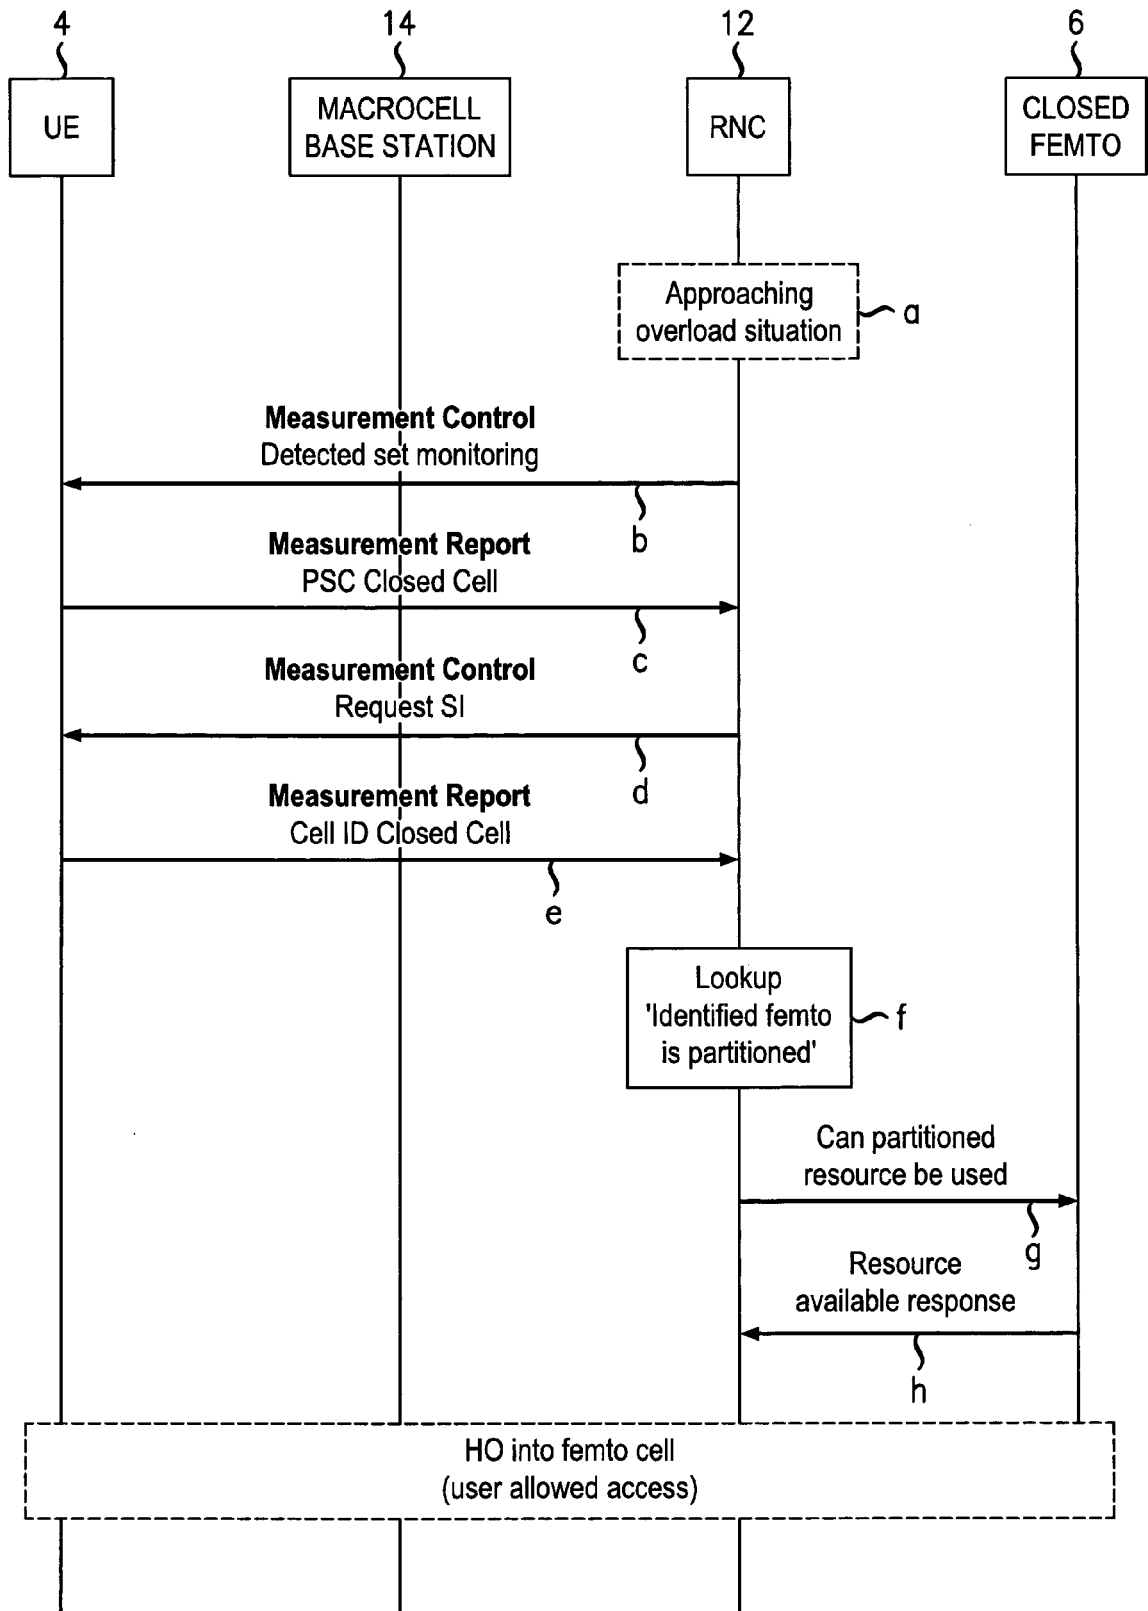 4
14
12
6
UE
MACROCELL
BASE STATION
RNC
CLOSED
FEMTO
Approaching
overload situation
a
Measurement Control
Detected set monitoring
b
Measurement Report
PSC Closed Cell
c
Measurement Control
Request SI
d
Measurement Report
Cell ID Closed Cell
e
Lookup
'Identified femto
is partitioned'
f
Can partitioned
resource be used
g
Resource
available response
h
HO into femto cell
(user allowed access)